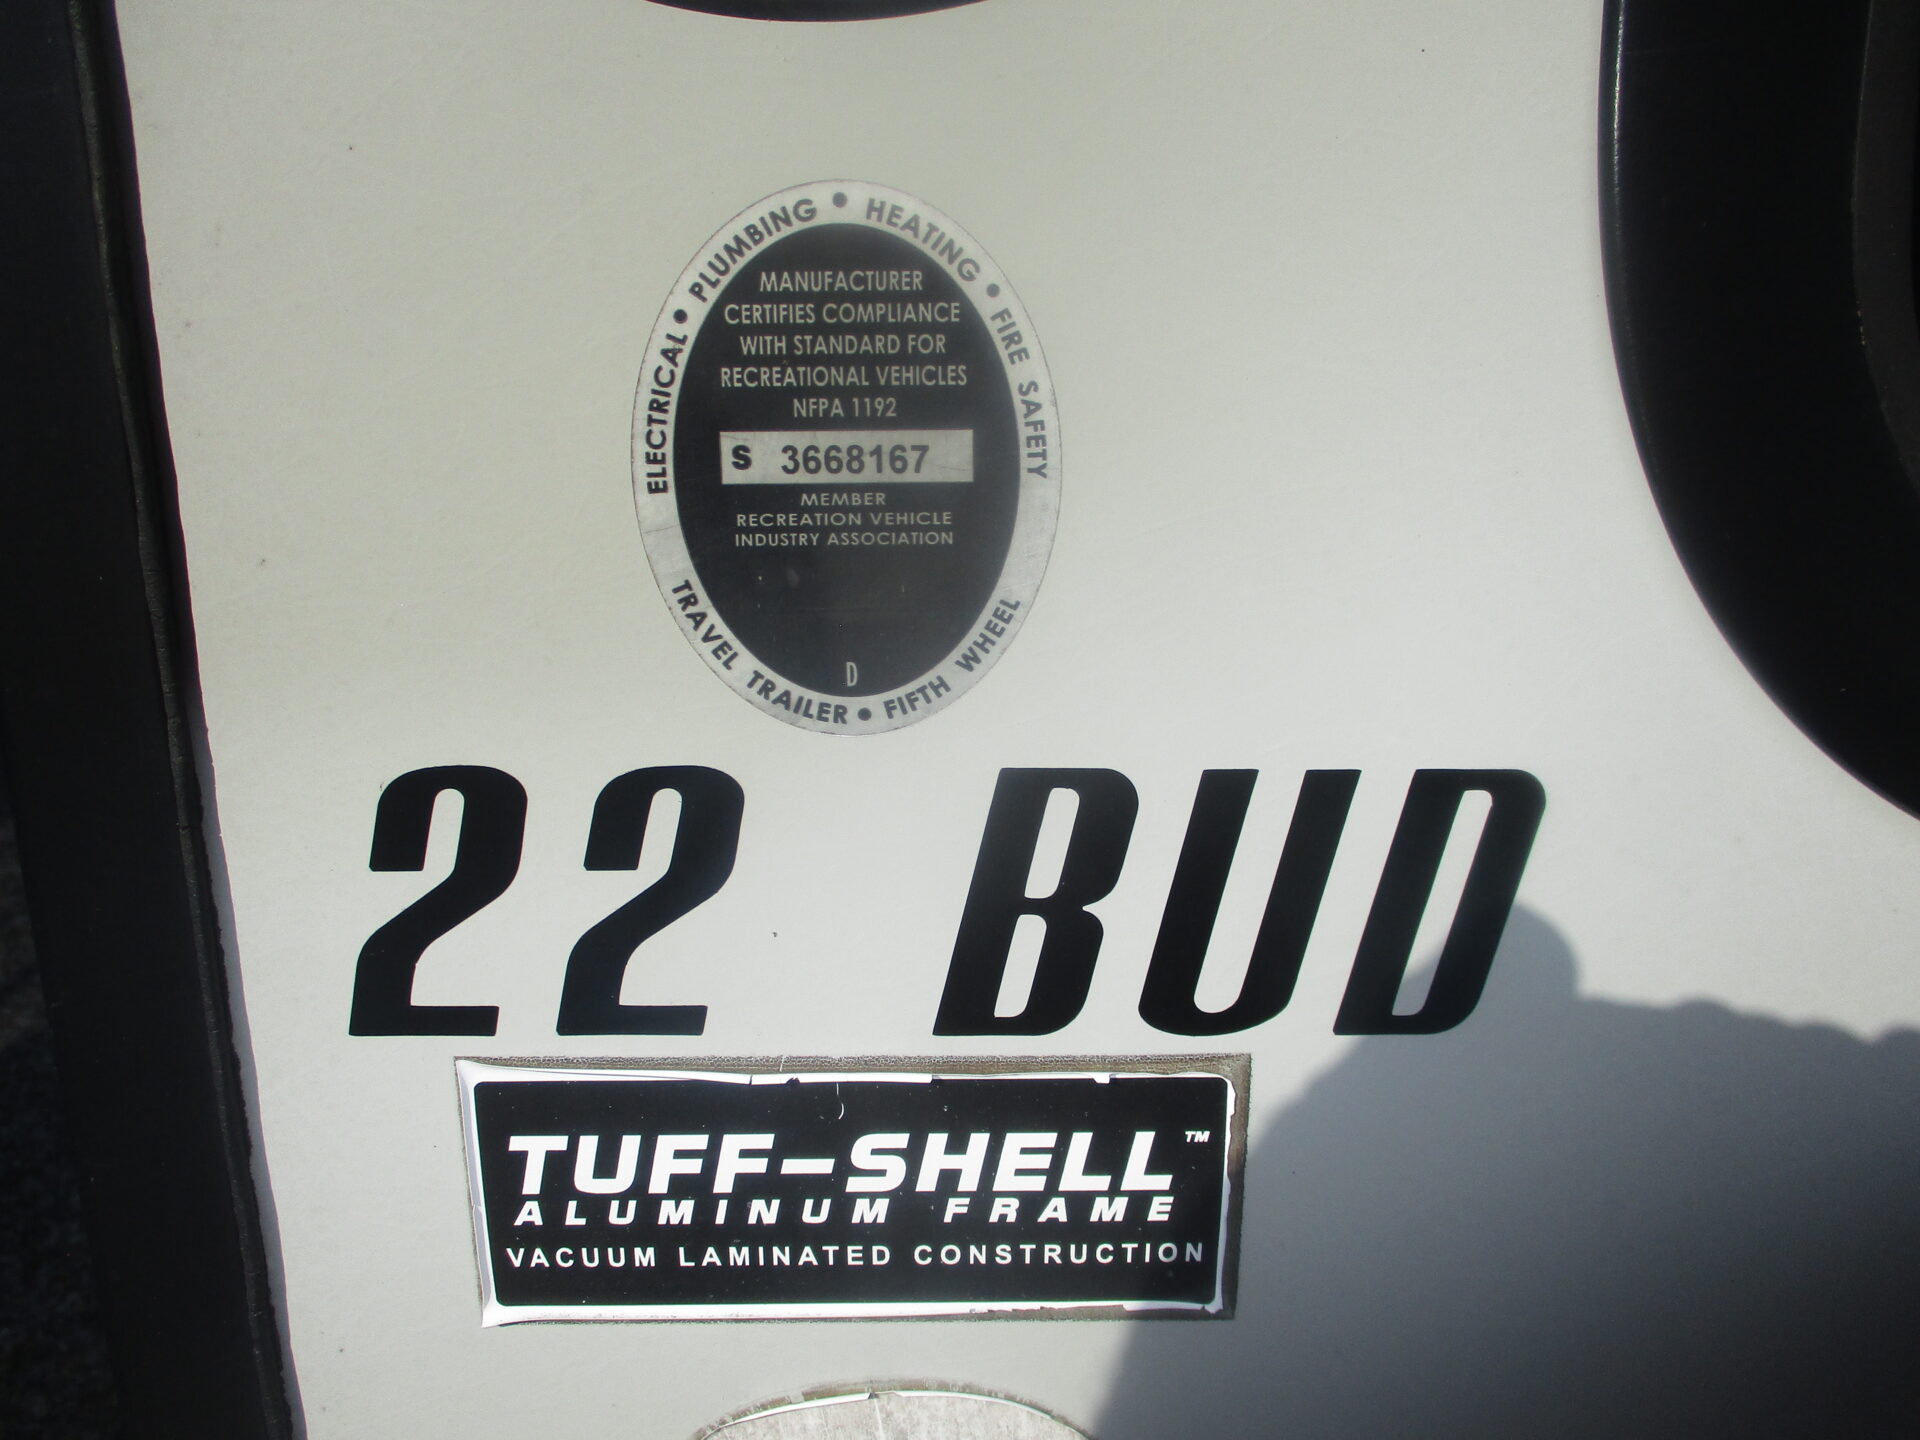 ELECTRICAL • PLUMBING • HEATING • FIRE SAFETY
MANUFACTURER
CERTIFIES COMPLIANCE
WITH STANDARD FOR
RECREATIONAL VEHICLES
NFPA 1192
S 3668167
MEMBER
RECREATION VEHICLE
INDUSTRY ASSOCIATION
D
TRAVEL TRAILER • FIFTH WHEEL
22 BUD
TUFF-SHELL™
ALUMINUM FRAME
VACUUM LAMINATED CONSTRUCTION